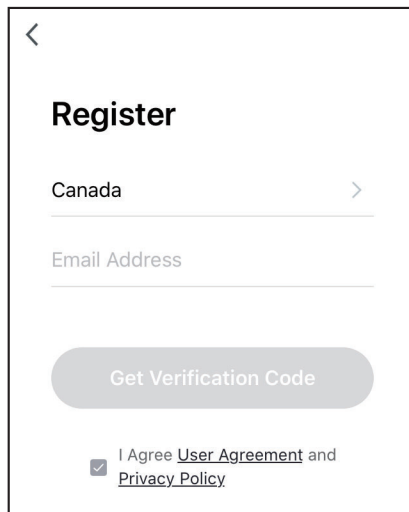 Register
Canada
Email Address
Get Verification Code
I Agree User Agreement and
Privacy Policy